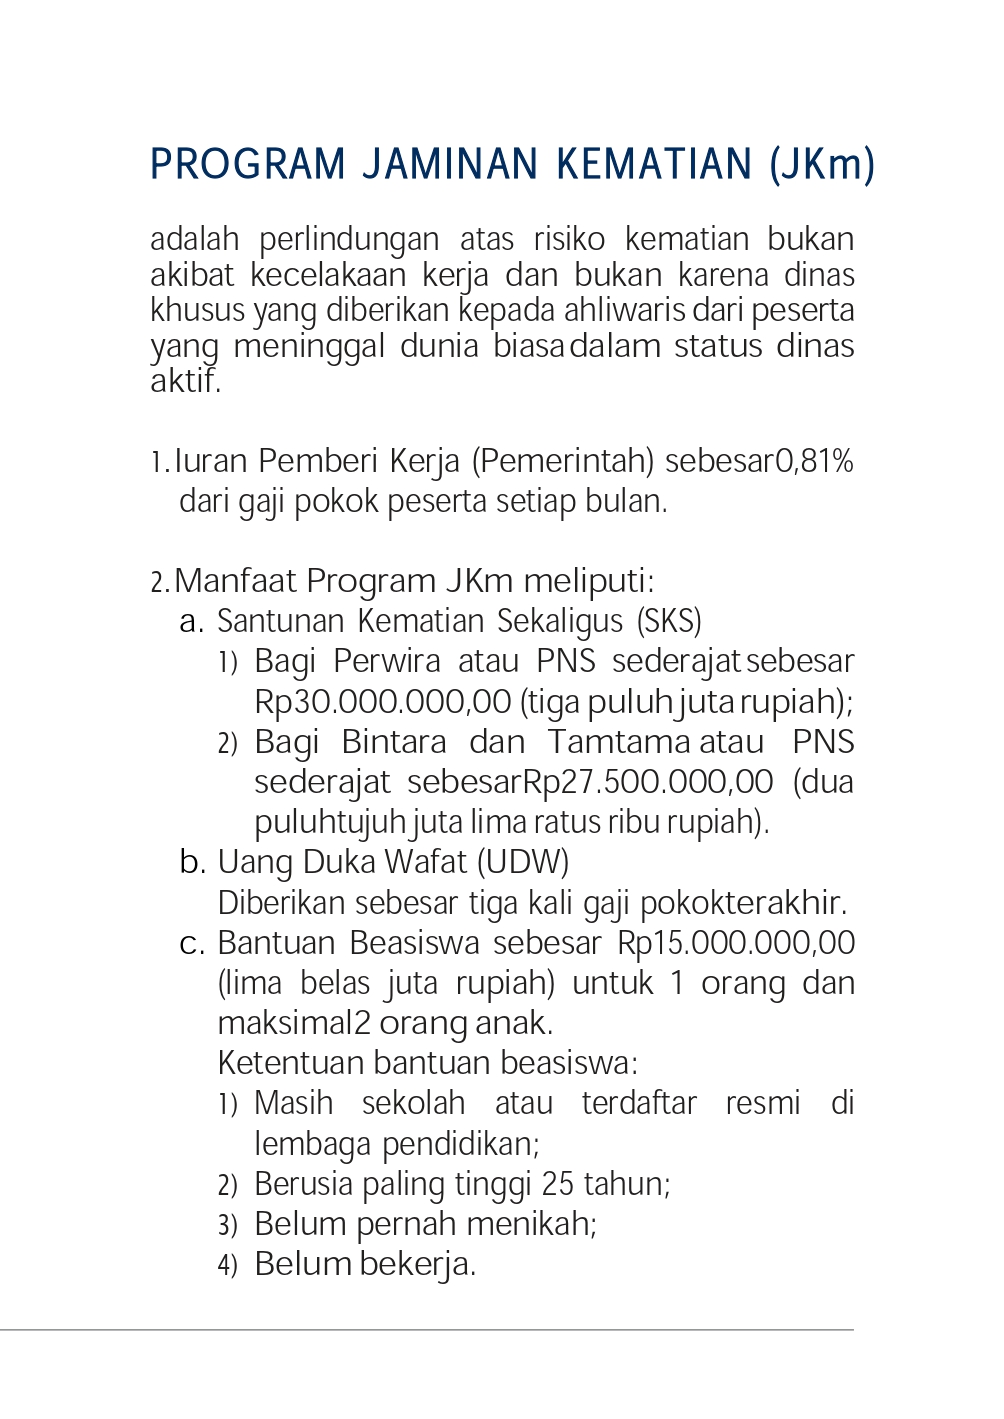 PROGRAM JAMINAN KEMATIAN (JKm)
adalah perlindungan atas risiko kematian bukan
akibat kecelakaan kerja dan bukan karena dinas
khusus yang diberikan kepada ahliwaris dari peserta
yang meninggal dunia biasa dalam status dinas
aktif.
1. Iuran Pemberi Kerja (Pemerintah) sebesar0,81%
dari gaji pokok peserta setiap bulan.
2. Manfaat Program JKm meliputi:
a. Santunan Kematian Sekaligus (SKS)
1) Bagi Perwira atau PNS sederajat sebesar
Rp30.000.000,00 (tiga puluh juta rupiah);
2) Bagi Bintara dan Tamtama atau PNS
sederajat sebesarRp27.500.000,00 (dua
puluhtujuh juta lima ratus ribu rupiah).
b. Uang Duka Wafat (UDW)
Diberikan sebesar tiga kali gaji pokokterakhir.
c. Bantuan Beasiswa sebesar Rp15.000.000,00
(lima belas juta rupiah) untuk 1 orang dan
maksimal2 orang anak.
Ketentuan bantuan beasiswa:
1) Masih sekolah atau terdaftar resmi di
lembaga pendidikan;
2) Berusia paling tinggi 25 tahun;
3) Belum pernah menikah;
4) Belum bekerja.